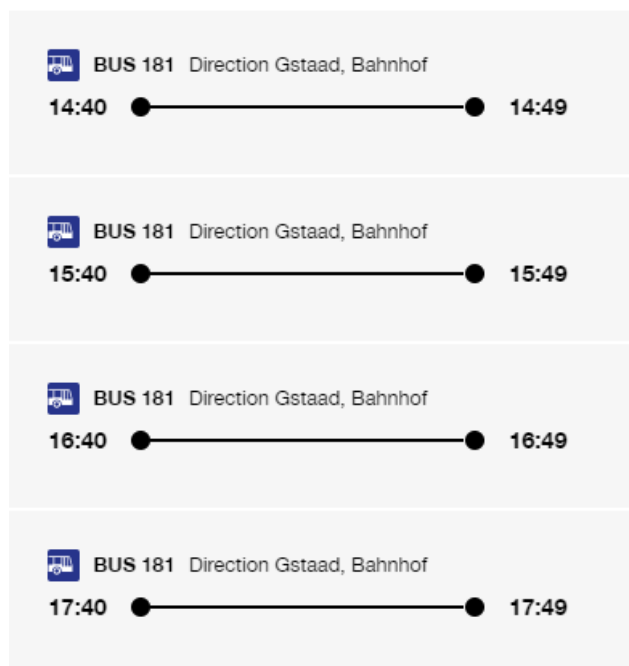 BUS 181 Direction Gstaad, Bahnhof
14:40 14:49
BUS 181 Direction Gstaad, Bahnhof
15:40 15:49
BUS 181 Direction Gstaad, Bahnhof
16:40 16:49
BUS 181 Direction Gstaad, Bahnhof
17:40 17:49